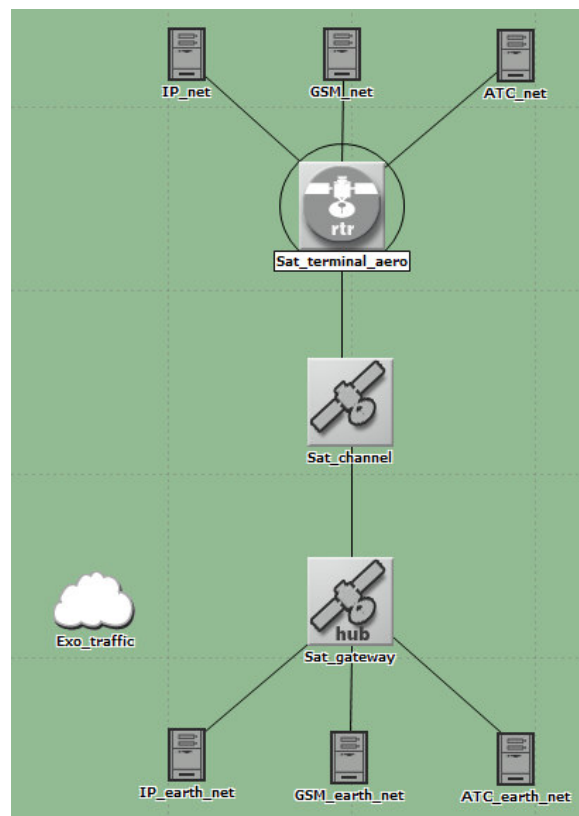 IP_net
GSM_net
ATC_net
rtr
Sat_terminal_aero
Sat_channel
hub
Exo_traffic
Sat_gateway
IP_earth_net
GSM_earth_net
ATC_earth_net